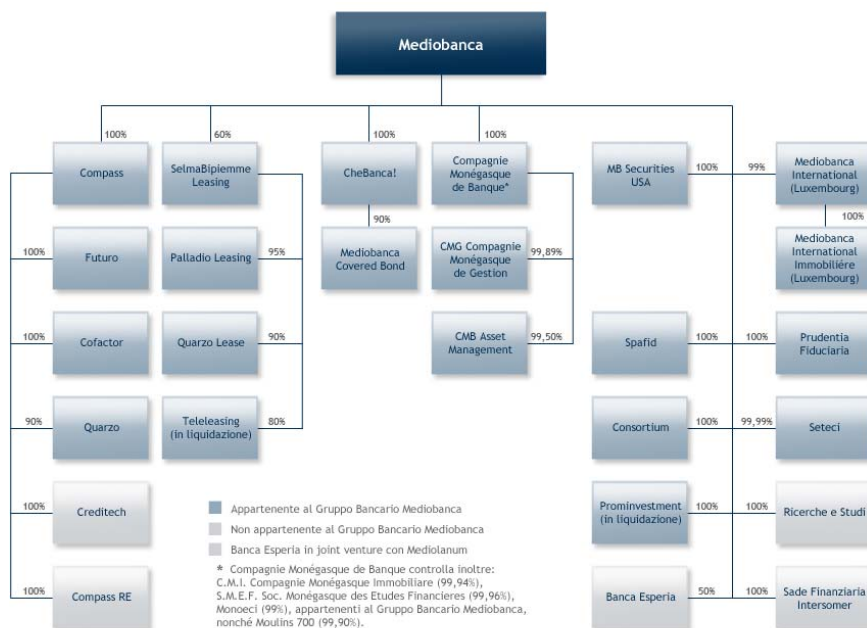 Mediobanca
100%
60%
100%
100%
Compass
SelmaBipiemme
Leasing
CheBanca!
Compagnie
Monégasque
de Banque*
MB Securities
USA
100%
99%
Mediobanca
International
(Luxembourg)
90%
100%
100%
Futuro
Palladio Leasing
95%
Mediobanca
Covered Bond
CMG Compagnie
Monégasque
de Gestion
99,89%
Mediobanca
International
Immobiliére
(Luxembourg)
100%
Cofactor
Quarzo Lease
90%
CMB Asset
Management
99,50%
Spafid
100%
100%
Prudentia
Fiduciaria
90%
Quarzo
Teleleasing
(in liquidazione)
80%
Consortium
100%
99,99%
Seteci
100%
Creditech
Prominvestment
(in liquidazione)
100%
100%
Ricerche e Studi
100%
Compass RE
Banca Esperia
50%
100%
Sade Finanziaria
Intersomer
Appartenente al Gruppo Bancario Mediobanca
Non appartenente al Gruppo Bancario Mediobanca
Banca Esperia in joint venture con Mediolanum
* Compagnie Monégasque de Banque controlla inoltre:
C.M.I. Compagnie Monégasque Immobiliare (99,94%),
S.M.E.F. Soc. Monégasque des Etudes Financieres (99,96%),
Monoeci (99%), appartenenti al Gruppo Bancario Mediobanca,
nonché Moulins 700 (99,90%).